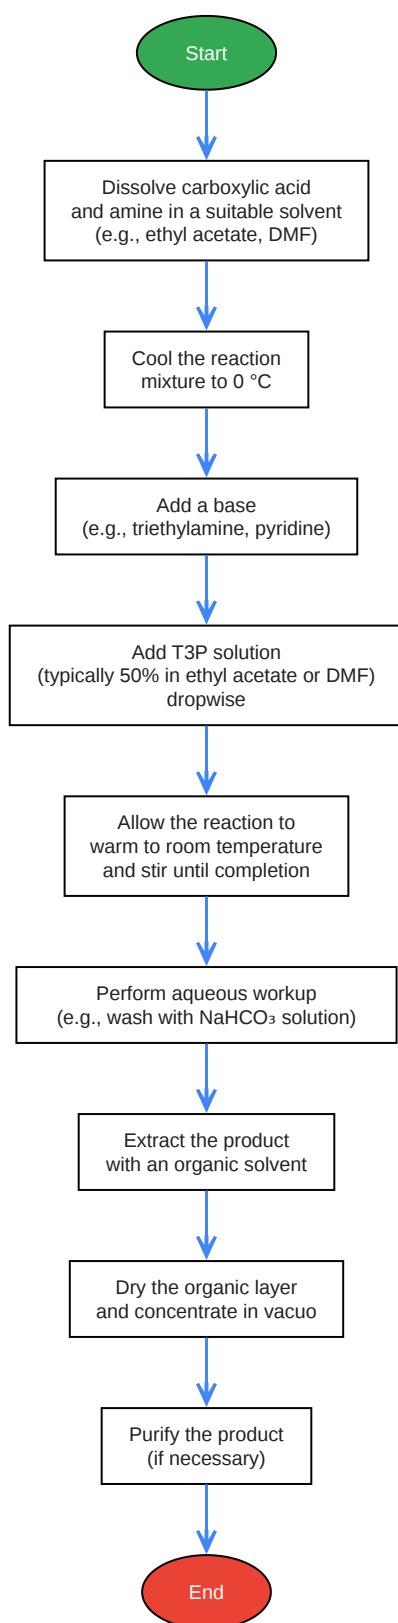 Start
Dissolve carboxylic acid
and amine in a suitable solvent
(e.g., ethyl acetate, DMF)
Cool the reaction
mixture to 0 °C
Add a base
(e.g., triethylamine, pyridine)
Add T3P solution
(typically 50% in ethyl acetate or DMF)
dropwise
Allow the reaction to
warm to room temperature
and stir until completion
Perform aqueous workup
(e.g., wash with NaHCO₃ solution)
Extract the product
with an organic solvent
Dry the organic layer
and concentrate in vacuo
Purify the product
(if necessary)
End